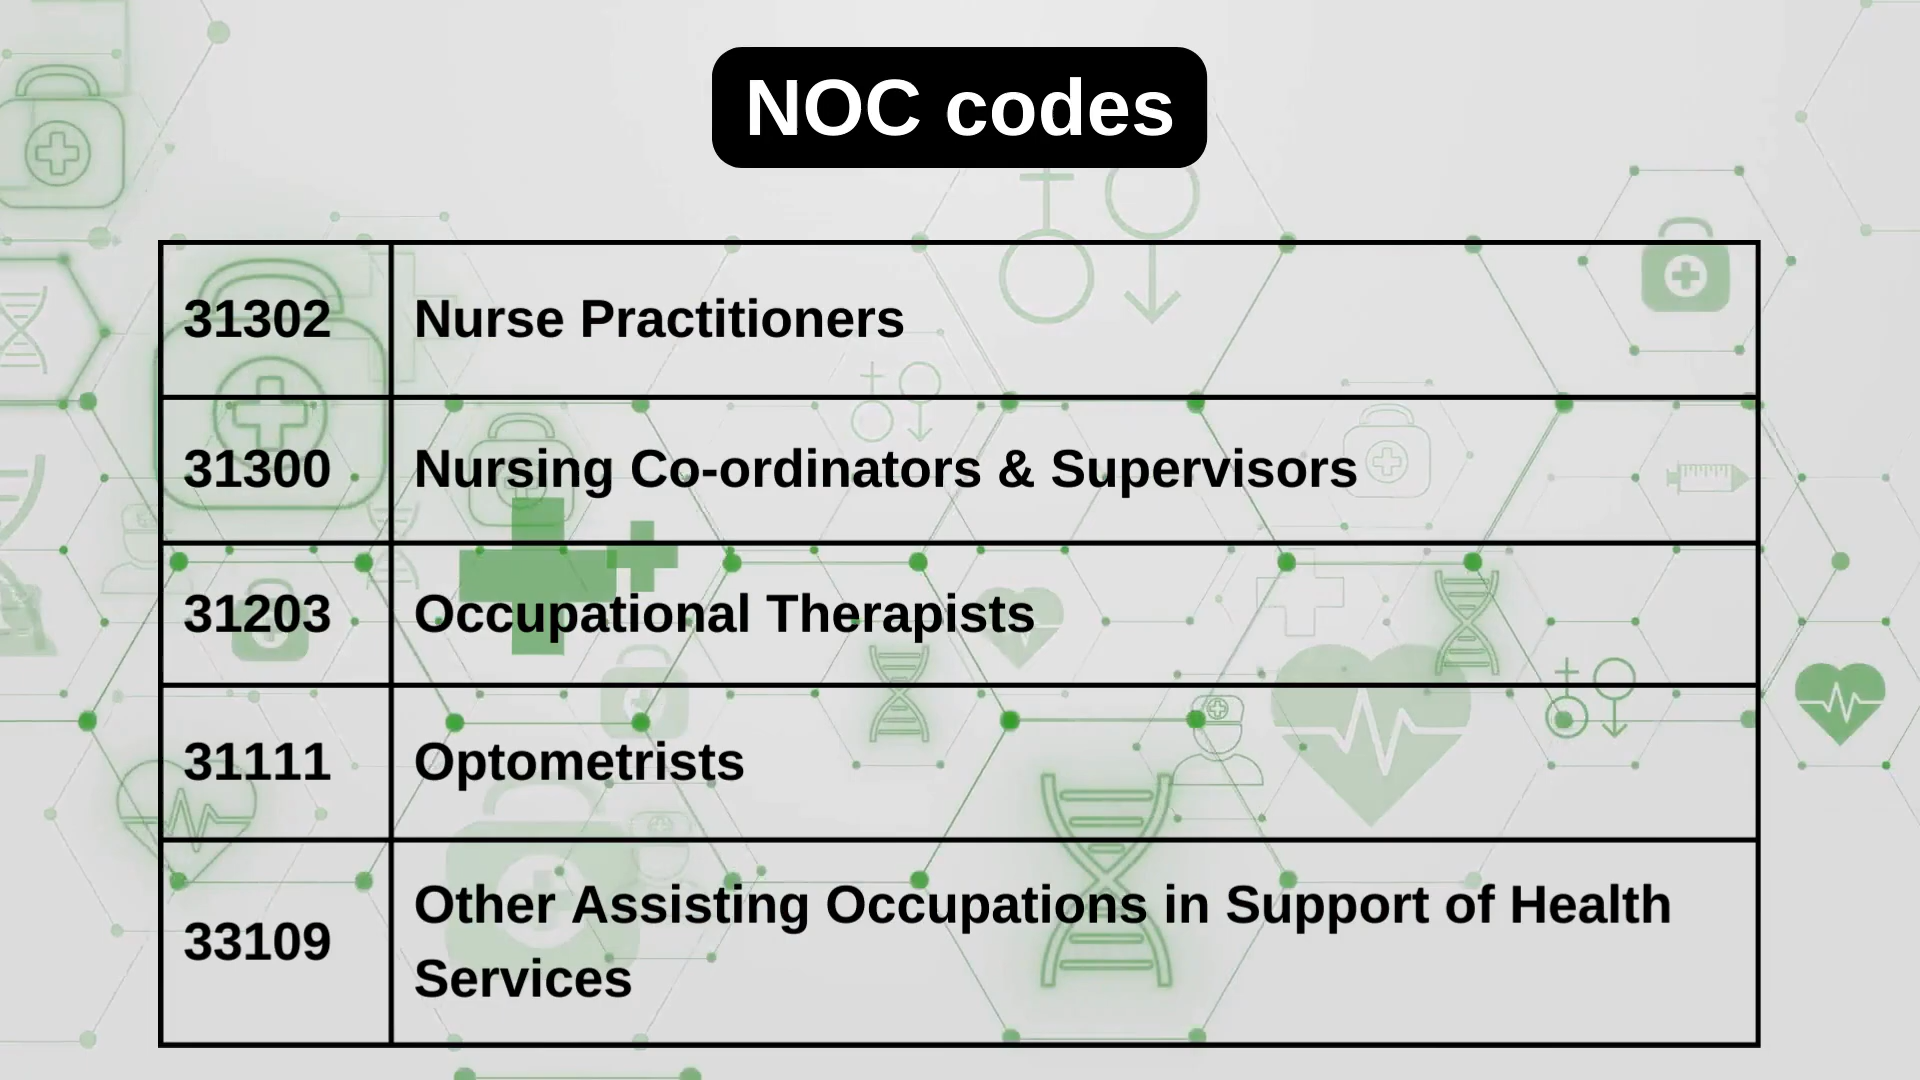 NOC codes
31302 Nurse Practitioners
31300 Nursing Co-ordinators & Supervisors
31203 Occupational Therapists
31111 Optometrists
33109 Other Assisting Occupations in Support of Health
Services